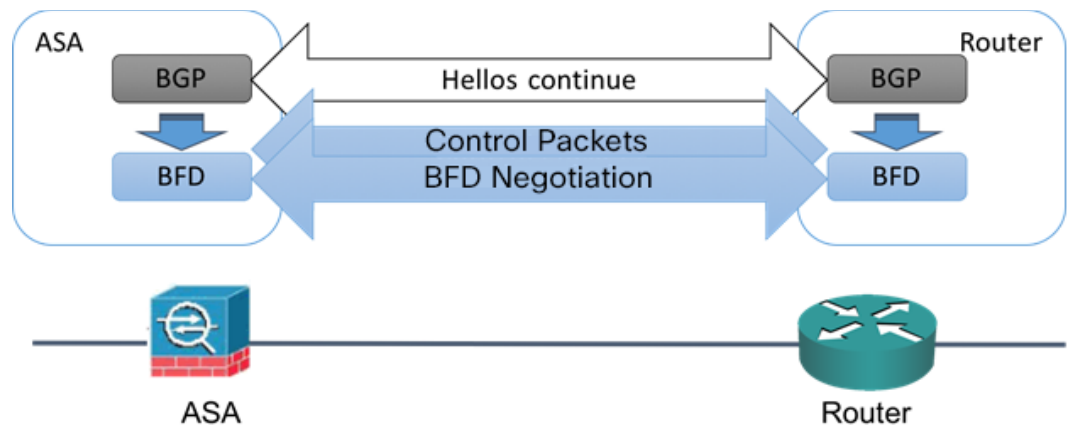 ASA
Router
BGP
Hellos continue
BGP
Control Packets
BFD
BFD Negotiation
BFD
ASA
Router